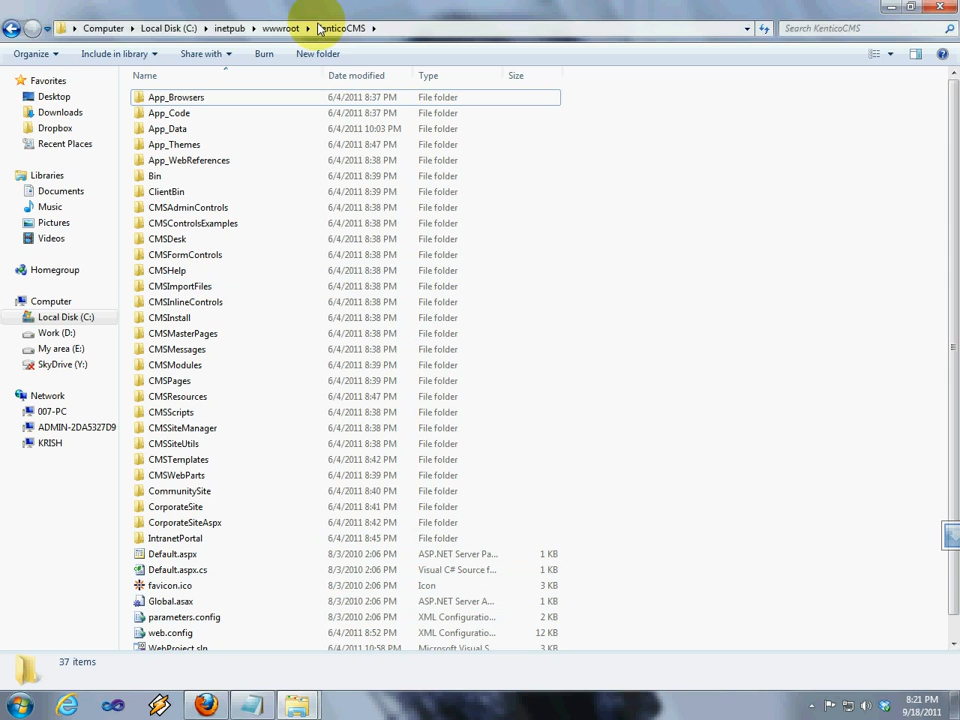 Computer Local Disk (C:) inetpub wwwroot KenticoCMS Search KenticoCMS
Organize Include in library Share with Burn New folder
Name Date modified Type Size
Favorites
Desktop
Downloads
Dropbox
Recent Places
Libraries
Documents
Music
Pictures
Videos
Homegroup
Computer
Local Disk (C:)
Work (D:)
My area (E:)
SkyDrive (Y:)
Network
007-PC
ADMIN-2DA5327D9
KRISH
App_Browsers 6/4/2011 8:37 PM File folder
App_Code 6/4/2011 8:37 PM File folder
App_Data 6/4/2011 10:03 PM File folder
App_Themes 6/4/2011 8:47 PM File folder
App_WebReferences 6/4/2011 8:38 PM File folder
Bin 6/4/2011 8:39 PM File folder
ClientBin 6/4/2011 8:39 PM File folder
CMSAdminControls 6/4/2011 8:38 PM File folder
CMSControlsExamples 6/4/2011 8:38 PM File folder
CMSDesk 6/4/2011 8:38 PM File folder
CMSFormControls 6/4/2011 8:38 PM File folder
CMSHelp 6/4/2011 8:38 PM File folder
CMSImportFiles 6/4/2011 8:38 PM File folder
CMSInlineControls 6/4/2011 8:38 PM File folder
CMSInstall 6/4/2011 8:38 PM File folder
CMSMasterPages 6/4/2011 8:38 PM File folder
CMSMessages 6/4/2011 8:38 PM File folder
CMSModules 6/4/2011 8:39 PM File folder
CMSPages 6/4/2011 8:39 PM File folder
CMSResources 6/4/2011 8:47 PM File folder
CMSScripts 6/4/2011 8:38 PM File folder
CMSSiteManager 6/4/2011 8:38 PM File folder
CMSSiteUtils 6/4/2011 8:38 PM File folder
CMSTemplates 6/4/2011 8:42 PM File folder
CMSWebParts 6/4/2011 8:39 PM File folder
CommunitySite 6/4/2011 8:40 PM File folder
CorporateSite 6/4/2011 8:41 PM File folder
CorporateSiteAspx 6/4/2011 8:42 PM File folder
IntranetPortal 6/4/2011 8:45 PM File folder
Default.aspx 8/3/2010 2:06 PM ASP.NET Server Pa... 1 KB
Default.aspx.cs 8/3/2010 2:06 PM Visual C# Source f... 1 KB
favicon.ico 8/3/2010 2:06 PM Icon 3 KB
Global.asax 8/3/2010 2:06 PM ASP.NET Server A... 1 KB
parameters.config 8/3/2010 2:06 PM XML Configuratio... 2 KB
web.config 6/4/2011 8:52 PM XML Configuratio... 12 KB
WebProject.sln 6/4/2011 10:58 PM Microsoft Visual S... 3 KB
37 items
8:21 PM
9/18/2011